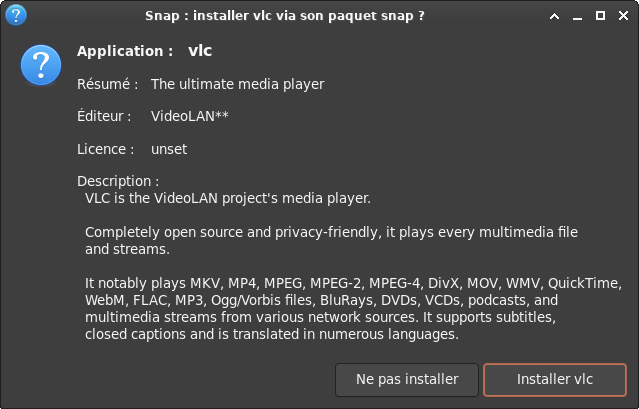 Snap : installer vlc via son paquet snap ?
?
Application : vlc
Résumé : The ultimate media player
Éditeur : VideoLAN**
Licence : unset
Description :
VLC is the VideoLAN project's media player.
Completely open source and privacy-friendly, it plays every multimedia file
and streams.
It notably plays MKV, MP4, MPEG, MPEG-2, MPEG-4, DivX, MOV, WMV, QuickTime,
WebM, FLAC, MP3, Ogg/Vorbis files, BluRays, DVDs, VCDs, podcasts, and
multimedia streams from various network sources. It supports subtitles,
closed captions and is translated in numerous languages.
Ne pas installer
Installer vlc